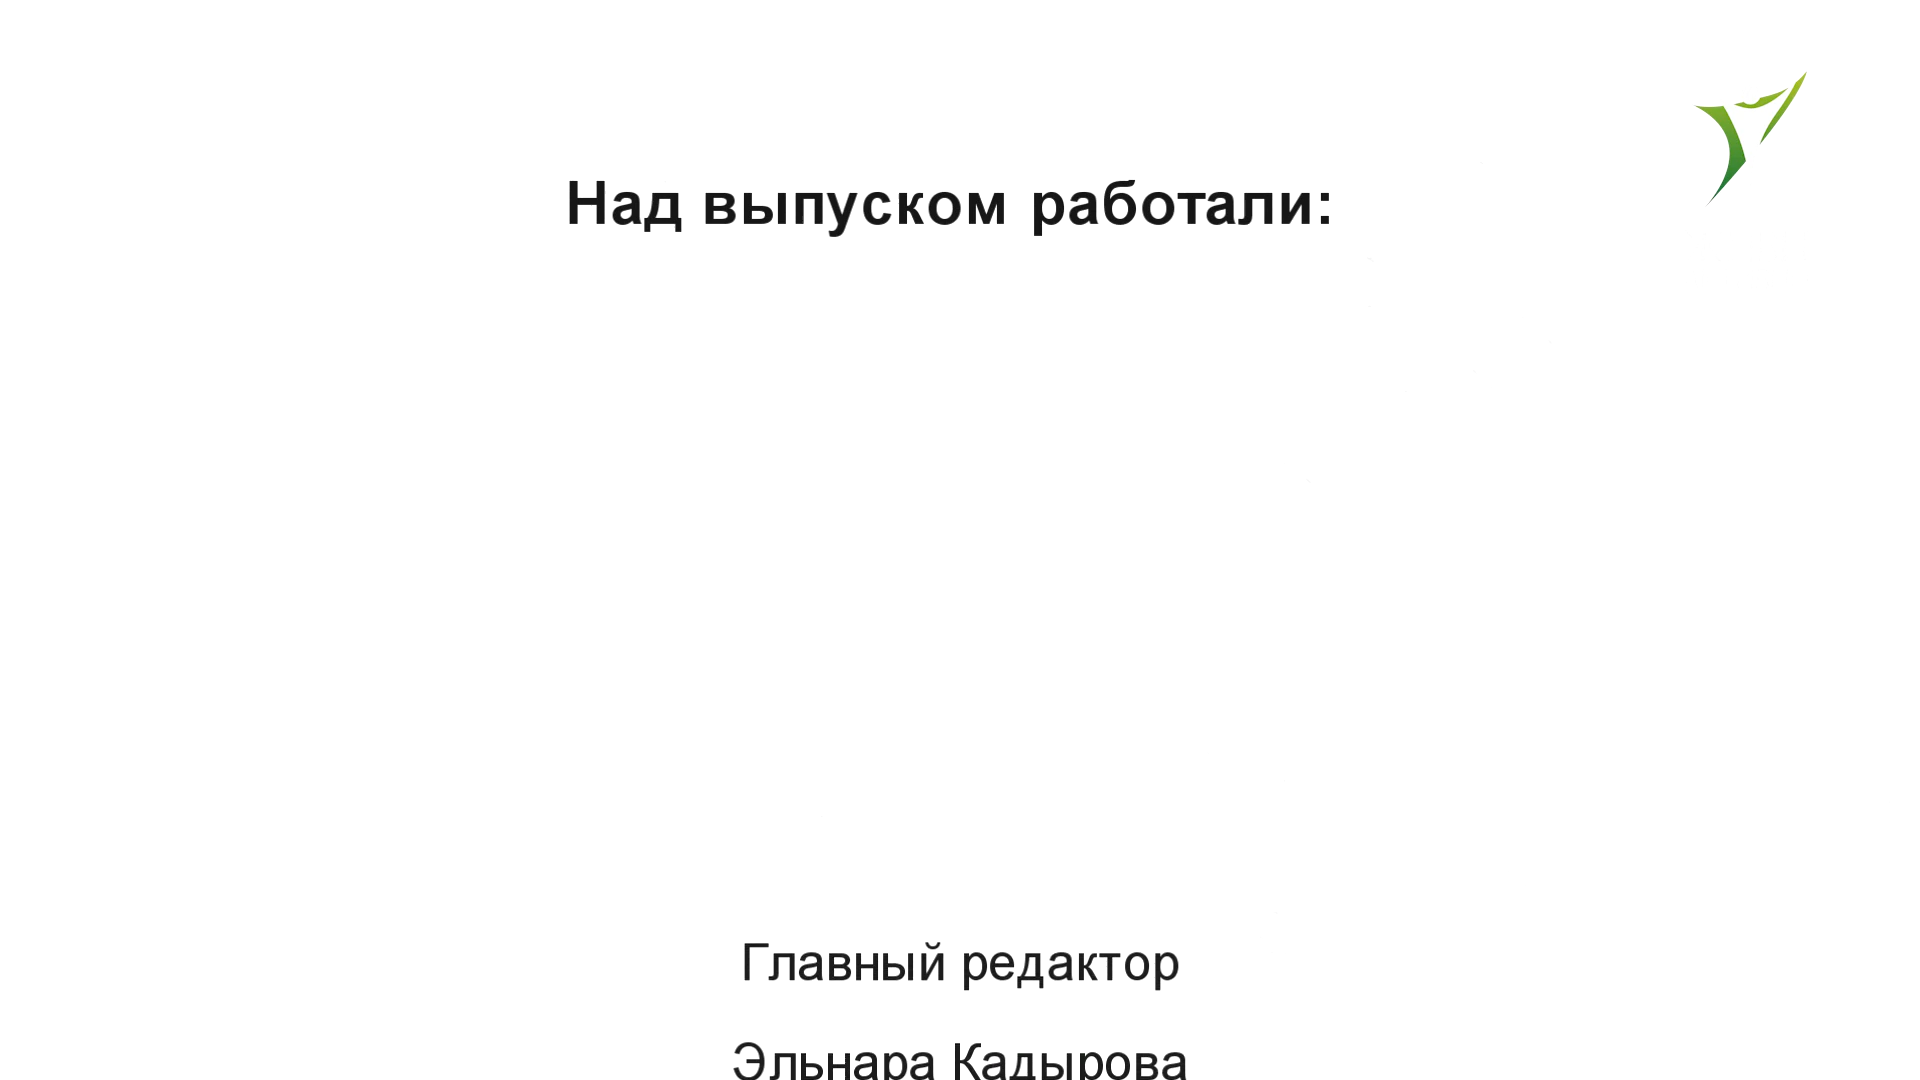 Над выпуском работали:
Главный редактор
Эльнара Кадырова